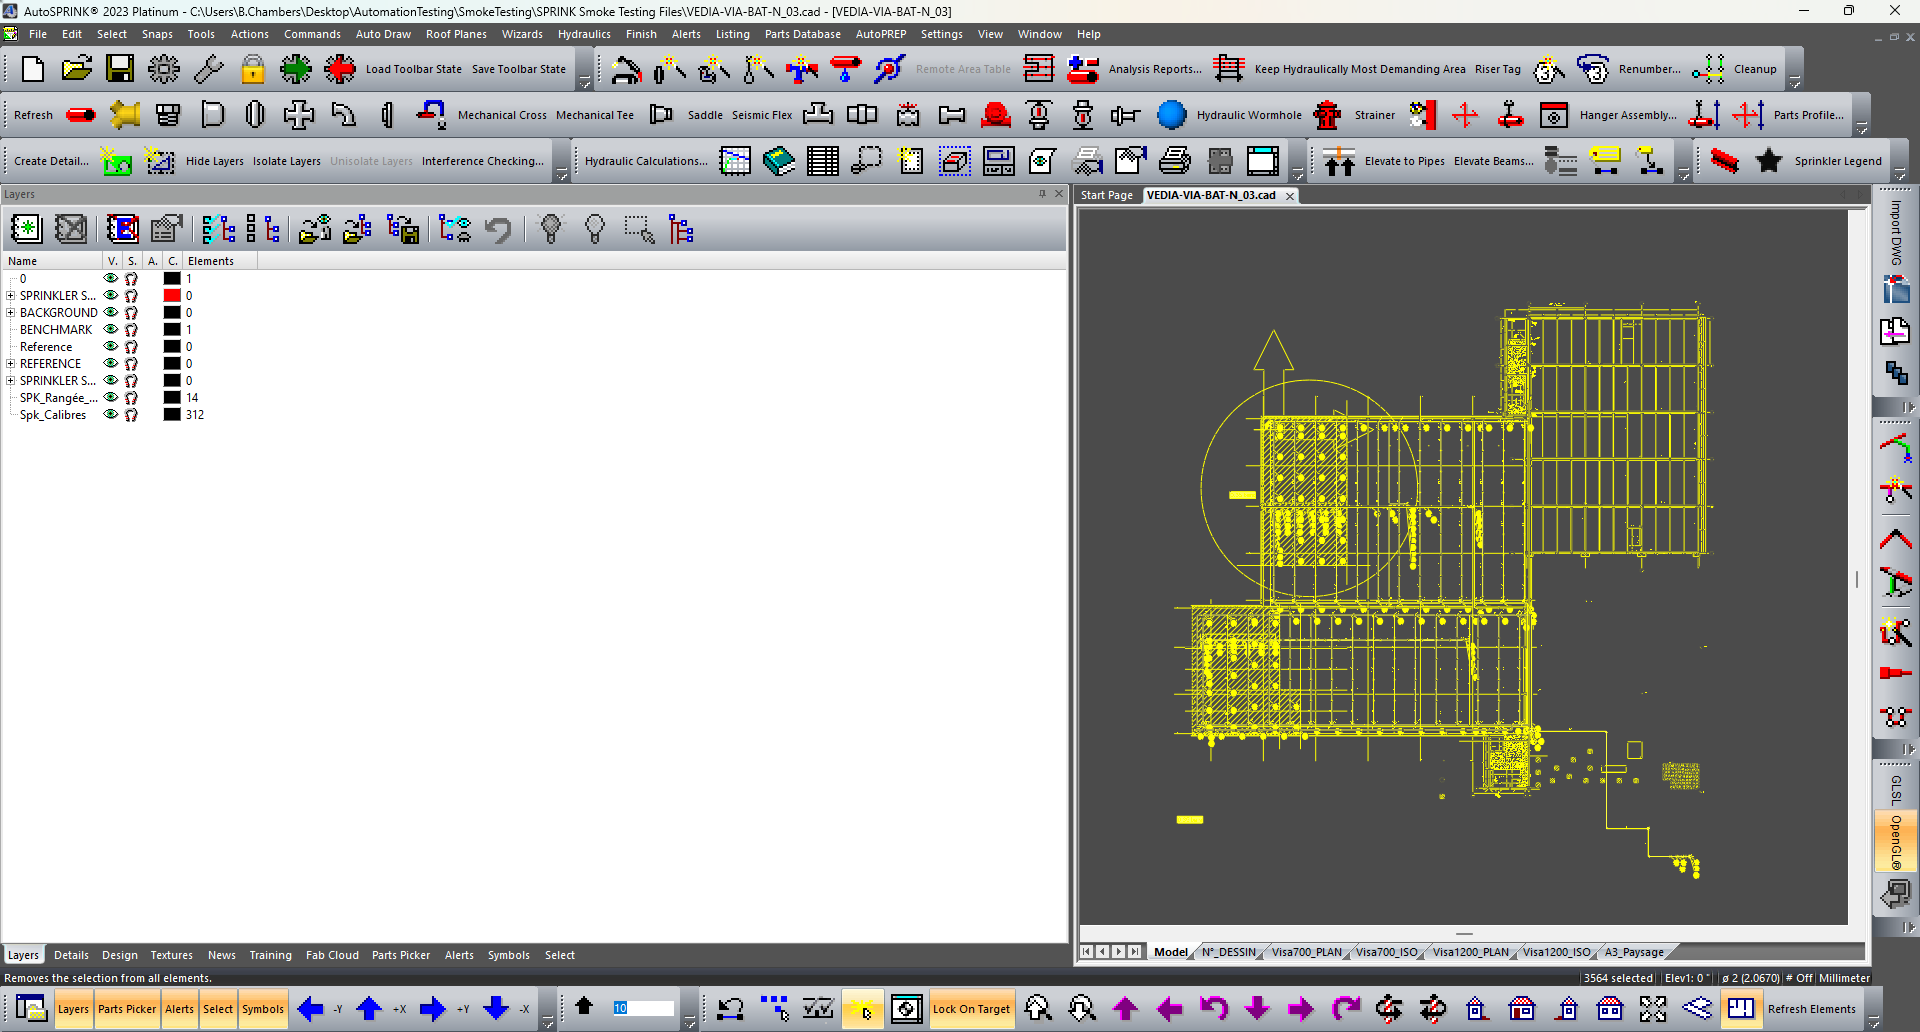 AutoSPRINK® 2023 Platinum - C:\Users\B.Chambers\Desktop\AutomationTesting\SmokeTesting\SPRINK Smoke Testing Files\VEDIA-VIA-BAT-N_03.cad - [VEDIA-VIA-BAT-N_03]
File Edit Select Snaps Tools Actions Commands Auto Draw Roof Planes Wizards Hydraulics Finish Alerts Listing Parts Database AutoPREP Settings View Window Help
Load Toolbar State Save Toolbar State Remote Area Table Analysis Reports... Keep Hydraulically Most Demanding Area Riser Tag Renumber... Cleanup
Refresh Mechanical Cross Mechanical Tee Saddle Seismic Flex Hydraulic Wormhole Strainer Hanger Assembly... Parts Profile...
Create Detail... Hide Layers Isolate Layers Unisolate Layers Interference Checking... Hydraulic Calculations... Elevate to Pipes Elevate Beams... Sprinkler Legend
Layers
Start Page VEDIA-VIA-BAT-N_03.cad
Name V. S. A. C. Elements
0 1
SPRINKLER S... 0
BACKGROUND 0
BENCHMARK 1
Reference 0
REFERENCE 0
SPRINKLER S... 0
SPK_Rangée_... 14
Spk_Calibres 312
Import DWG
GLSL
OpenGL®
Model N°_DESSIN Visa700_PLAN Visa700_ISO Visa1200_PLAN Visa1200_ISO A3_Paysage
Layers Details Design Textures News Training Fab Cloud Parts Picker Alerts Symbols Select
Removes the selection from all elements.
3564 selected Elev1: 0 " ø 2 (2.0670) # Off Millimeter
Layers Parts Picker Alerts Select Symbols -Y +X +Y -X 10 Lock On Target Refresh Elements